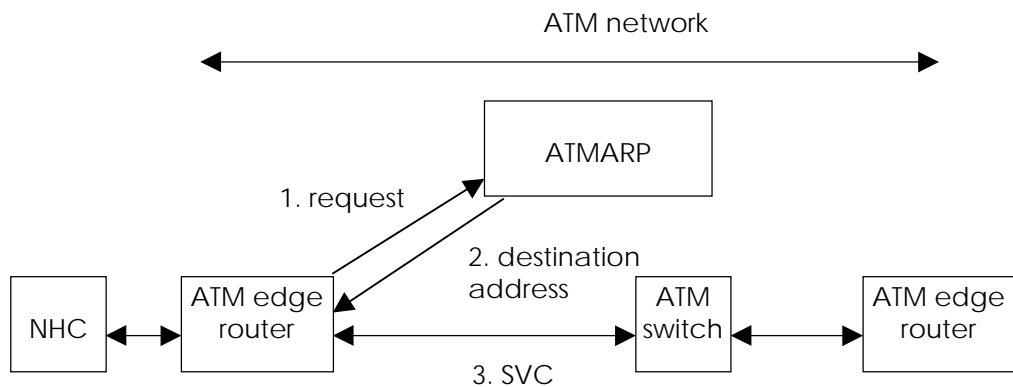 ATM network
ATMARP
1. request
2. destination
address
NHC
ATM edge
router
ATM
switch
ATM edge
router
3. SVC